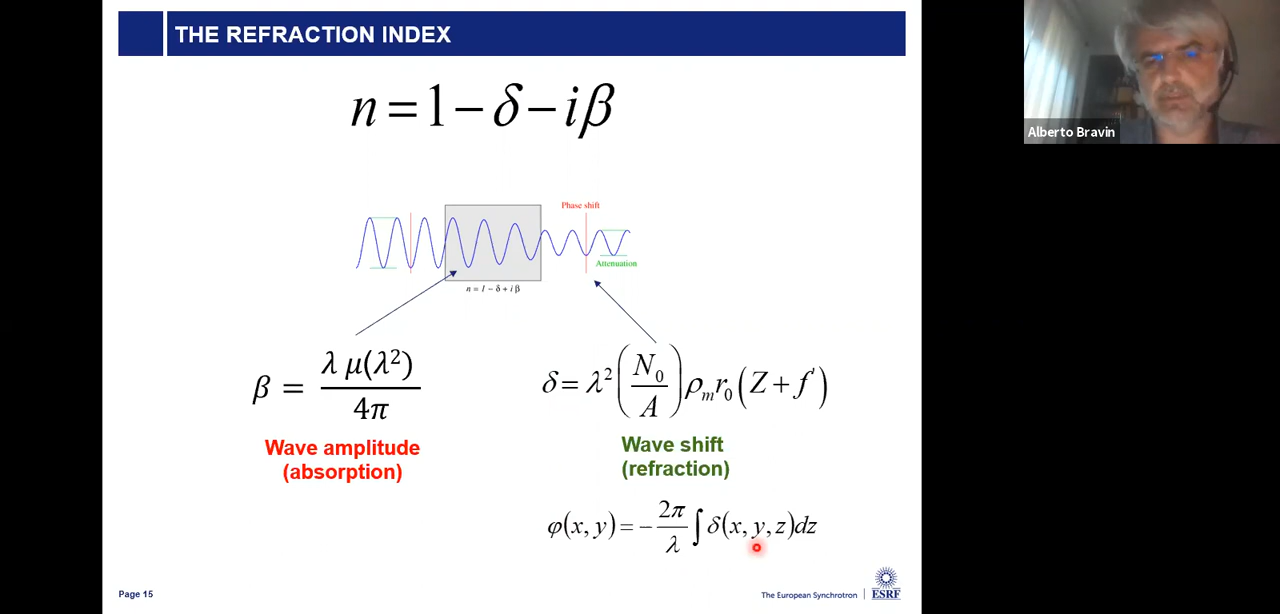 THE REFRACTION INDEX
n = 1 − δ − iβ
Alberto Bravin
Phase shift
Attenuation
n = 1 − δ + i β
β = λ μ(λ²) / 4π
δ = λ² (N₀ / A) ρₘ r₀ (Z + f′)
Wave amplitude
(absorption)
Wave shift
(refraction)
φ(x, y) = − 2π / λ ∫ δ(x, y, z)dz
Page 15
The European Synchrotron
ESRF